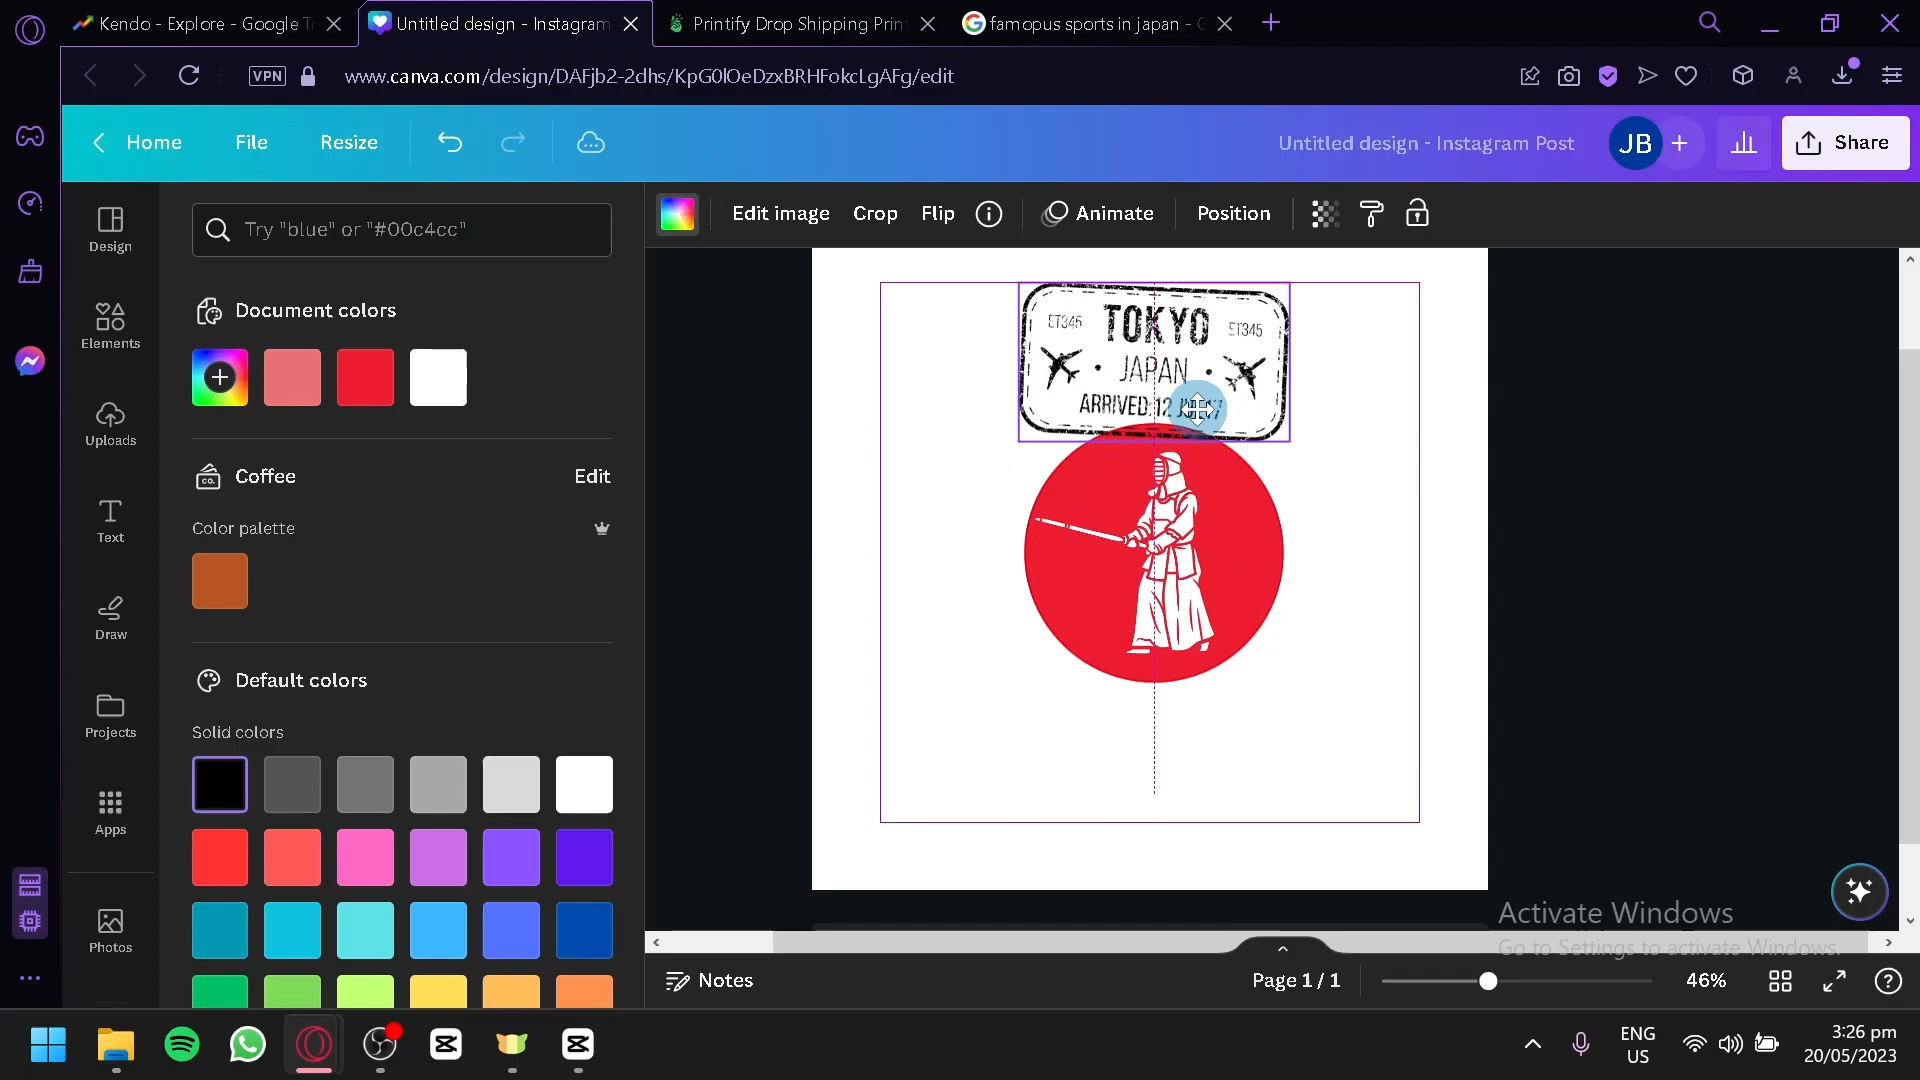 Kendo - Explore - Google Tr
Untitled design - Instagram
Printify Drop Shipping Print
famopus sports in japan - G
VPN
www.canva.com/design/DAFjb2-2dhs/KpG0lOeDzxBRHFokcLgAFg/edit
Home
File
Resize
Untitled design - Instagram Post
JB
Share
Design
Elements
Uploads
Text
Draw
Projects
Apps
Photos
Try "blue" or "#00c4cc"
Document colors
CO.
Coffee
Edit
Color palette
Default colors
Solid colors
Edit image
Crop
Flip
Animate
Position
ET345
TOKYO
ET345
JAPAN
ARRIVED:12
Activate Windows
Go to Settings to activate Windows.
Notes
Page 1 / 1
46%
ENG
US
3:26 pm
20/05/2023